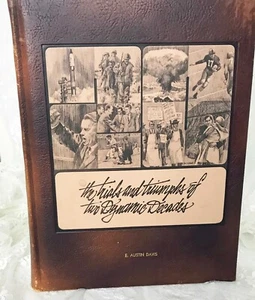 the trials and triumphs of
two Dynamic Decades
E. AUSTIN DAVIS